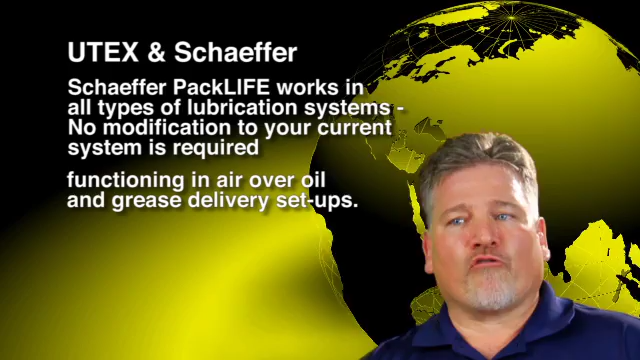 UTEX & Schaeffer
Schaeffer PackLIFE works in
all types of lubrication systems -
No modification to your current
system is required
functioning in air over oil
and grease delivery set-ups.